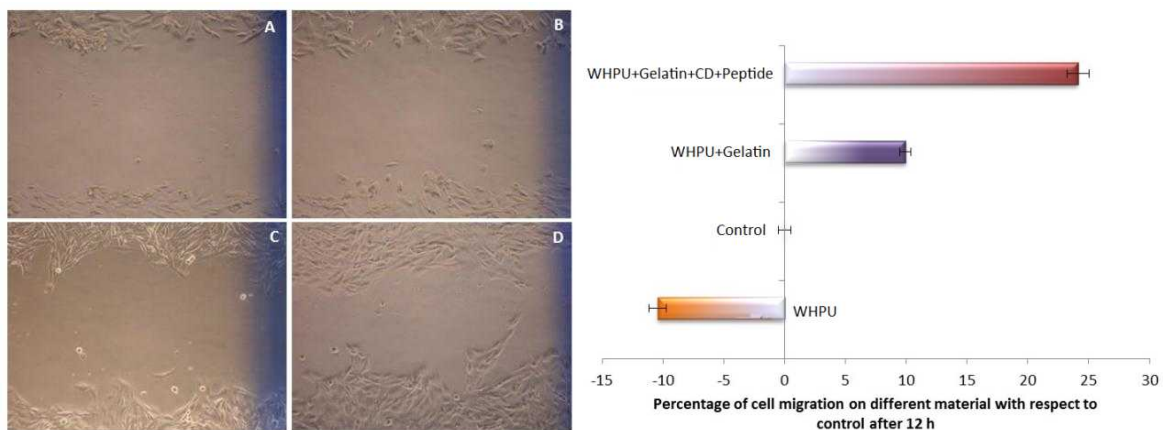 A
B
C
D
WHPU+Gelatin+CD+Peptide
WHPU+Gelatin
Control
WHPU
-15 -10 -5 0 5 10 15 20 25 30
Percentage of cell migration on different material with respect to
control after 12 h